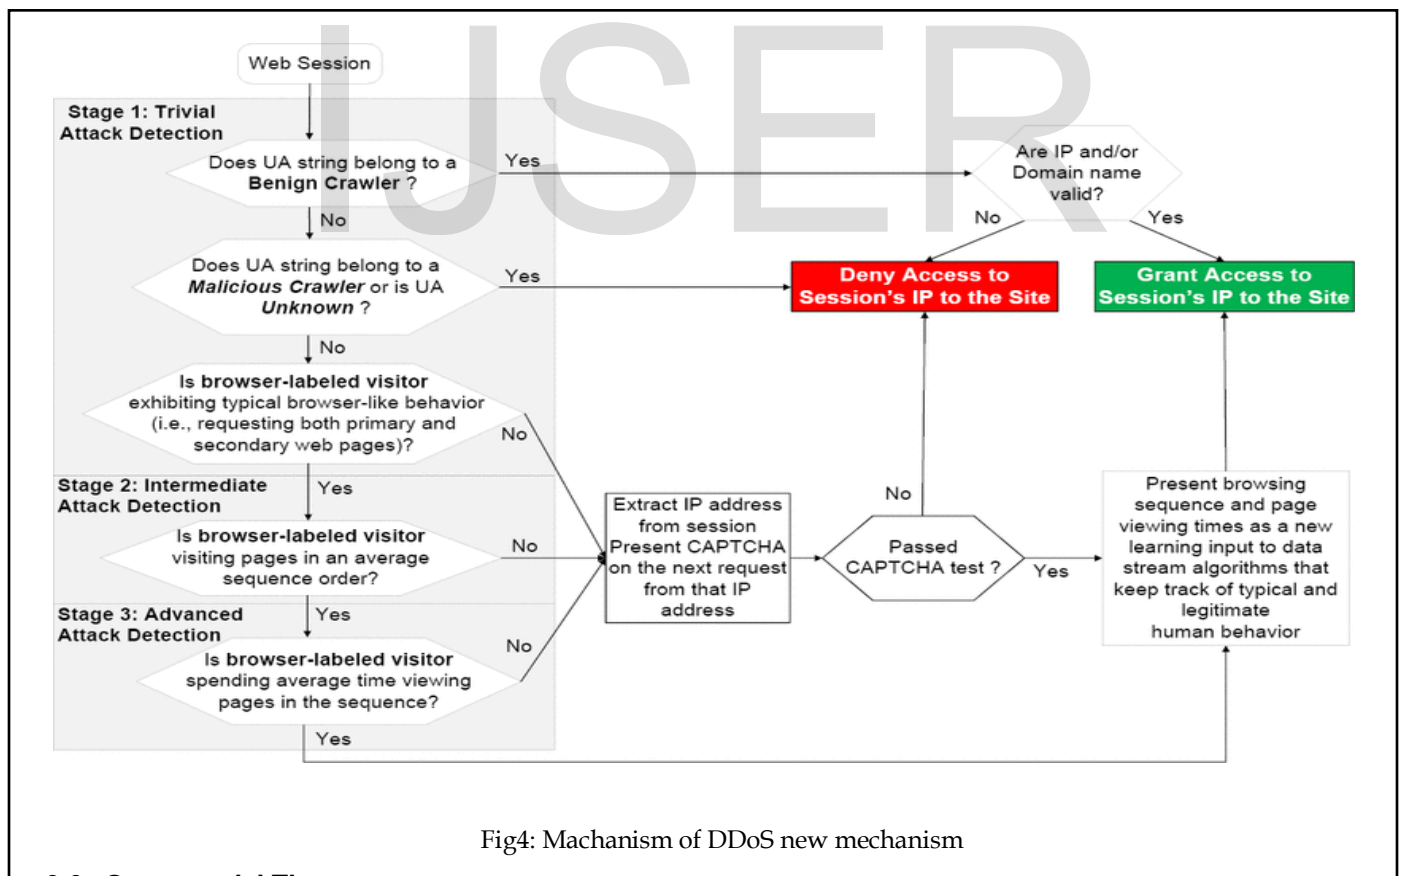 IJSER
Web Session
Stage 1: Trivial
Attack Detection
Does UA string belong to a
Benign Crawler ?
Yes
No
Are IP and/or
Domain name
valid?
No
Yes
Does UA string belong to a
Malicious Crawler or is UA
Unknown ?
Yes
No
Deny Access to
Session's IP to the Site
Grant Access to
Session's IP to the Site
Is browser-labeled visitor
exhibiting typical browser-like behavior
(i.e., requesting both primary and
secondary web pages)?
No
Yes
Stage 2: Intermediate
Attack Detection
Is browser-labeled visitor
visiting pages in an average
sequence order?
No
Yes
Stage 3: Advanced
Attack Detection
Is browser-labeled visitor
spending average time viewing
pages in the sequence?
No
Yes
Extract IP address
from session
Present CAPTCHA
on the next request
from that IP
address
Passed
CAPTCHA test ?
No
Yes
Present browsing
sequence and page
viewing times as a new
learning input to data
stream algorithms that
keep track of typical and
legitimate
human behavior
Fig4: Machanism of DDoS new mechanism